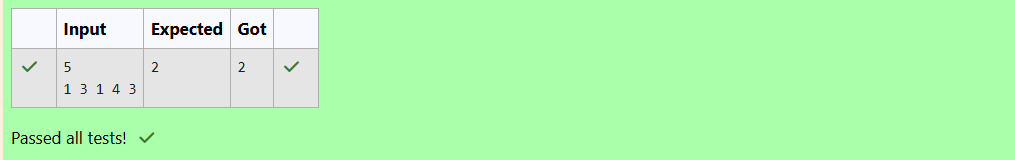 Input Expected Got
5 2 2
1 3 1 4 3
Passed all tests!